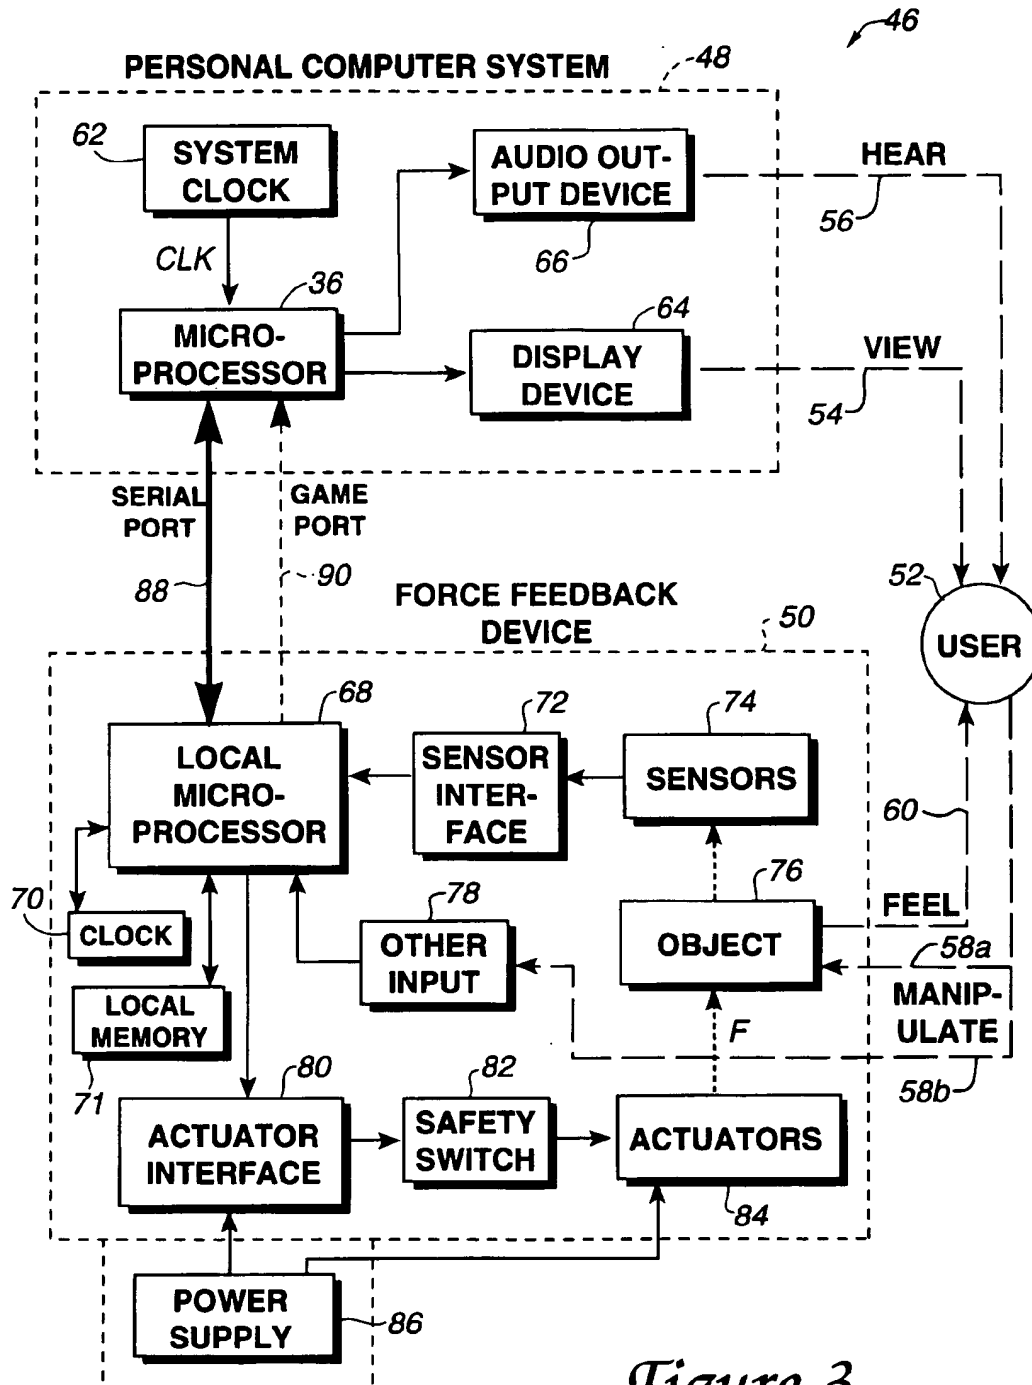 46
PERSONAL COMPUTER SYSTEM
48
62
SYSTEM
CLOCK
AUDIO OUT-
PUT DEVICE
66
HEAR
56
CLK
36
MICRO-
PROCESSOR
64
DISPLAY
DEVICE
VIEW
54
SERIAL
PORT
GAME
PORT
88
90
FORCE FEEDBACK
DEVICE
50
52
USER
68
LOCAL
MICRO-
PROCESSOR
72
SENSOR
INTER-
FACE
74
SENSORS
60
70
CLOCK
78
OTHER
INPUT
76
OBJECT
FEEL
58a
MANIP-
ULATE
LOCAL
MEMORY
71
F
58b
80
ACTUATOR
INTERFACE
82
SAFETY
SWITCH
ACTUATORS
84
POWER
SUPPLY
86
Figure 3